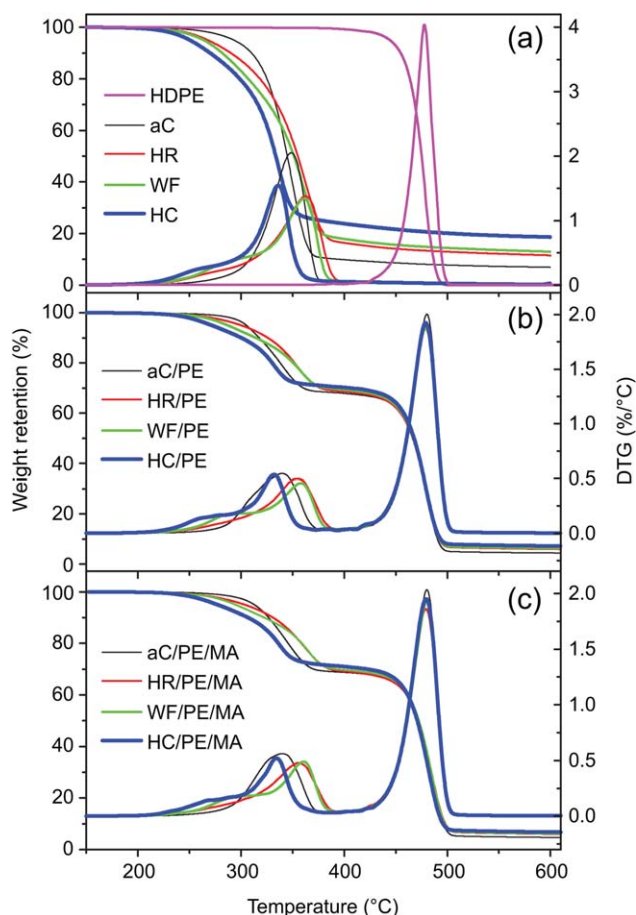 100
80
60
40
20
0
(a)
HDPE
aC
HR
WF
HC
4
3
2
1
0
100
80
60
40
20
0
(b)
aC/PE
HR/PE
WF/PE
HC/PE
2.0
1.5
1.0
0.5
0.0
100
80
60
40
20
0
(c)
aC/PE/MA
HR/PE/MA
WF/PE/MA
HC/PE/MA
2.0
1.5
1.0
0.5
0.0
200 300 400 500 600
Weight retention (%)
DTG (%/°C)
Temperature (°C)